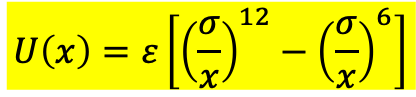 U(x) = ε[(σ/x)^12 − (σ/x)^6]